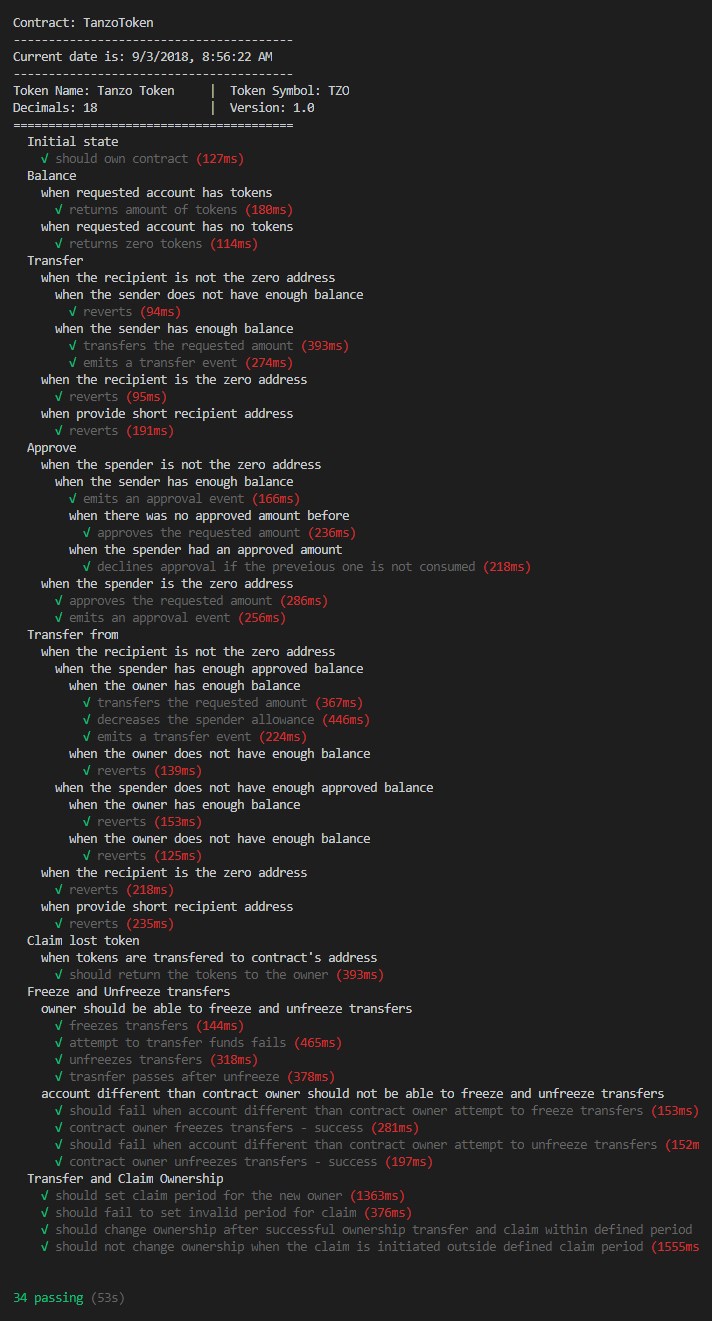 Contract: TanzoToken
----------------------------------------
Current date is: 9/3/2018, 8:56:22 AM
----------------------------------------
Token Name: Tanzo Token | Token Symbol: TZO
Decimals: 18 | Version: 1.0
========================================
Initial state
√ should own contract (127ms)
Balance
when requested account has tokens
√ returns amount of tokens (180ms)
when requested account has no tokens
√ returns zero tokens (114ms)
Transfer
when the recipient is not the zero address
when the sender does not have enough balance
√ reverts (94ms)
when the sender has enough balance
√ transfers the requested amount (393ms)
√ emits a transfer event (274ms)
when the recipient is the zero address
√ reverts (95ms)
when provide short recipient address
√ reverts (191ms)
Approve
when the spender is not the zero address
when the sender has enough balance
√ emits an approval event (166ms)
when there was no approved amount before
√ approves the requested amount (236ms)
when the spender had an approved amount
√ declines approval if the preveious one is not consumed (218ms)
when the spender is the zero address
√ approves the requested amount (286ms)
√ emits an approval event (256ms)
Transfer from
when the recipient is not the zero address
when the spender has enough approved balance
when the owner has enough balance
√ transfers the requested amount (367ms)
√ decreases the spender allowance (446ms)
√ emits a transfer event (224ms)
when the owner does not have enough balance
√ reverts (139ms)
when the spender does not have enough approved balance
when the owner has enough balance
√ reverts (153ms)
when the owner does not have enough balance
√ reverts (125ms)
when the recipient is the zero address
√ reverts (218ms)
when provide short recipient address
√ reverts (235ms)
Claim lost token
when tokens are transfered to contract's address
√ should return the tokens to the owner (393ms)
Freeze and Unfreeze transfers
owner should be able to freeze and unfreeze transfers
√ freezes transfers (144ms)
√ attempt to transfer funds fails (465ms)
√ unfreezes transfers (318ms)
√ trasnfer passes after unfreeze (378ms)
account different than contract owner should not be able to freeze and unfreeze transfers
√ should fail when account different than contract owner attempt to freeze transfers (153ms)
√ contract owner freezes transfers - success (281ms)
√ should fail when account different than contract owner attempt to unfreeze transfers (152m
√ contract owner unfreezes transfers - success (197ms)
Transfer and Claim Ownership
√ should set claim period for the new owner (1363ms)
√ should fail to set invalid period for claim (376ms)
√ should change ownership after successful ownership transfer and claim within defined period
√ should not change ownership when the claim is initiated outside defined claim period (1555ms
34 passing (53s)